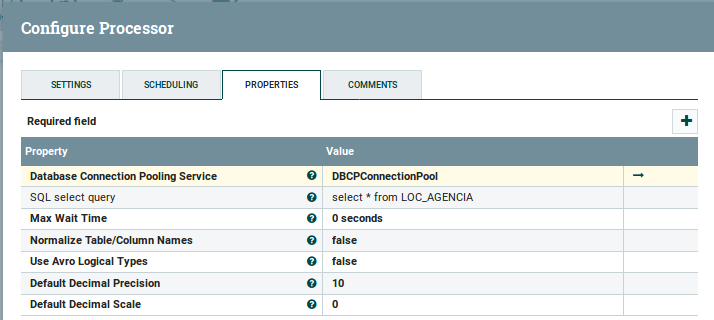 Configure Processor
SETTINGS SCHEDULING PROPERTIES COMMENTS
Required field
Property Value
Database Connection Pooling Service DBCPConnectionPool
SQL select query select * from LOC_AGENCIA
Max Wait Time 0 seconds
Normalize Table/Column Names false
Use Avro Logical Types false
Default Decimal Precision 10
Default Decimal Scale 0